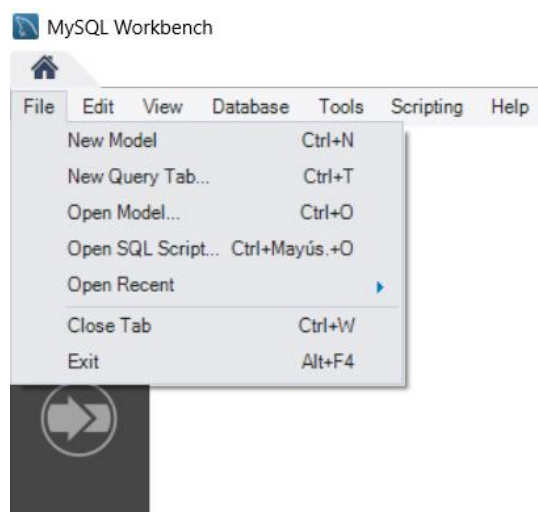 MySQL Workbench
File Edit View Database Tools Scripting Help
New Model Ctrl+N
New Query Tab... Ctrl+T
Open Model... Ctrl+O
Open SQL Script... Ctrl+Mayús.+O
Open Recent
Close Tab Ctrl+W
Exit Alt+F4